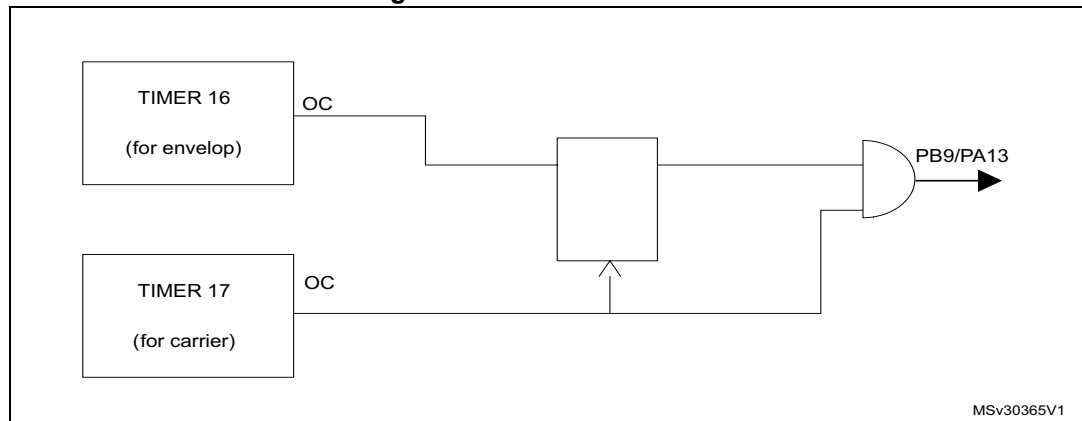 TIMER 16
(for envelop)
OC
PB9/PA13
TIMER 17
(for carrier)
OC
MSv30365V1